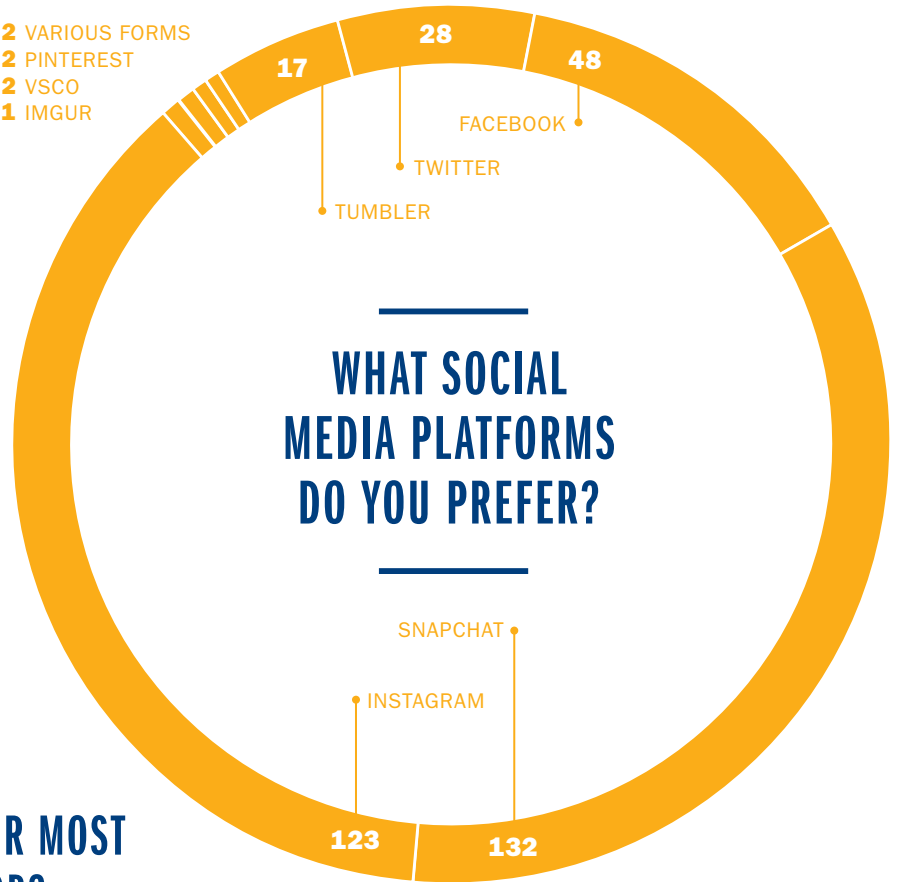 2 VARIOUS FORMS
2 PINTEREST
2 VSCO
1 IMGUR
17
28
48
FACEBOOK
TWITTER
TUMBLER
WHAT SOCIAL
MEDIA PLATFORMS
DO YOU PREFER?
SNAPCHAT
INSTAGRAM
123
132
R MOST